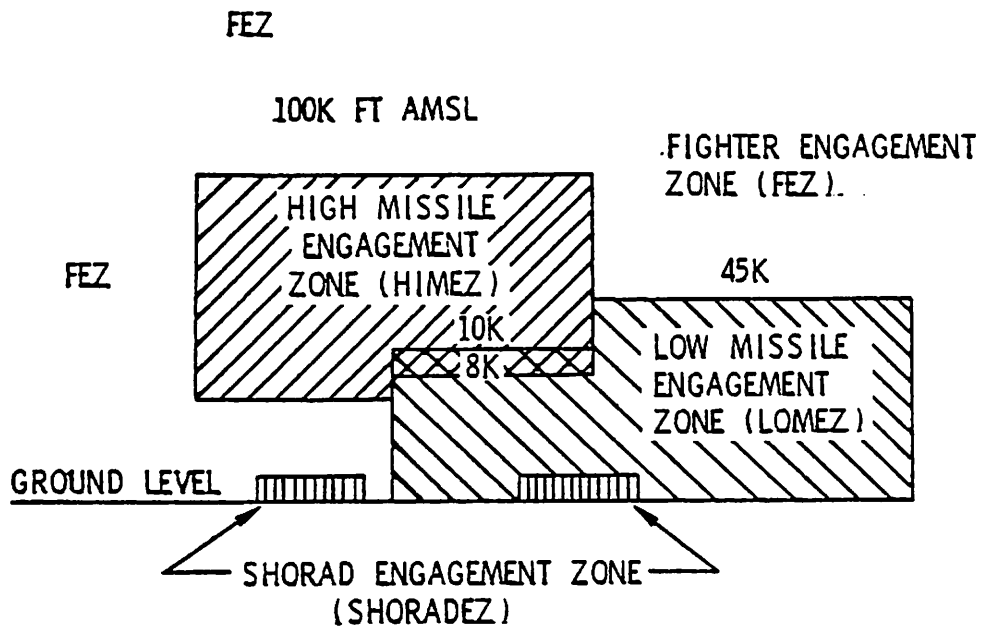 FEZ
100K FT AMSL
.FIGHTER ENGAGEMENT
ZONE (FEZ)..
HIGH MISSILE
ENGAGEMENT
ZONE (HIMEZ)
FEZ
45K
10K
8K
LOW MISSILE
ENGAGEMENT
ZONE (LOMEZ)
GROUND LEVEL
SHORAD ENGAGEMENT ZONE
(SHORADEZ)